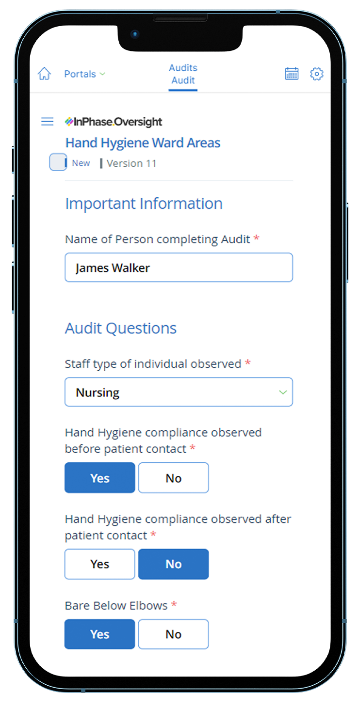 Portals
Audits
Audit
InPhase Oversight
Hand Hygiene Ward Areas
New
Version 11
Important Information
Name of Person completing Audit *
James Walker
Audit Questions
Staff type of individual observed *
Nursing
Hand Hygiene compliance observed
before patient contact *
Yes No
Hand Hygiene compliance observed after
patient contact *
Yes No
Bare Below Elbows *
Yes No